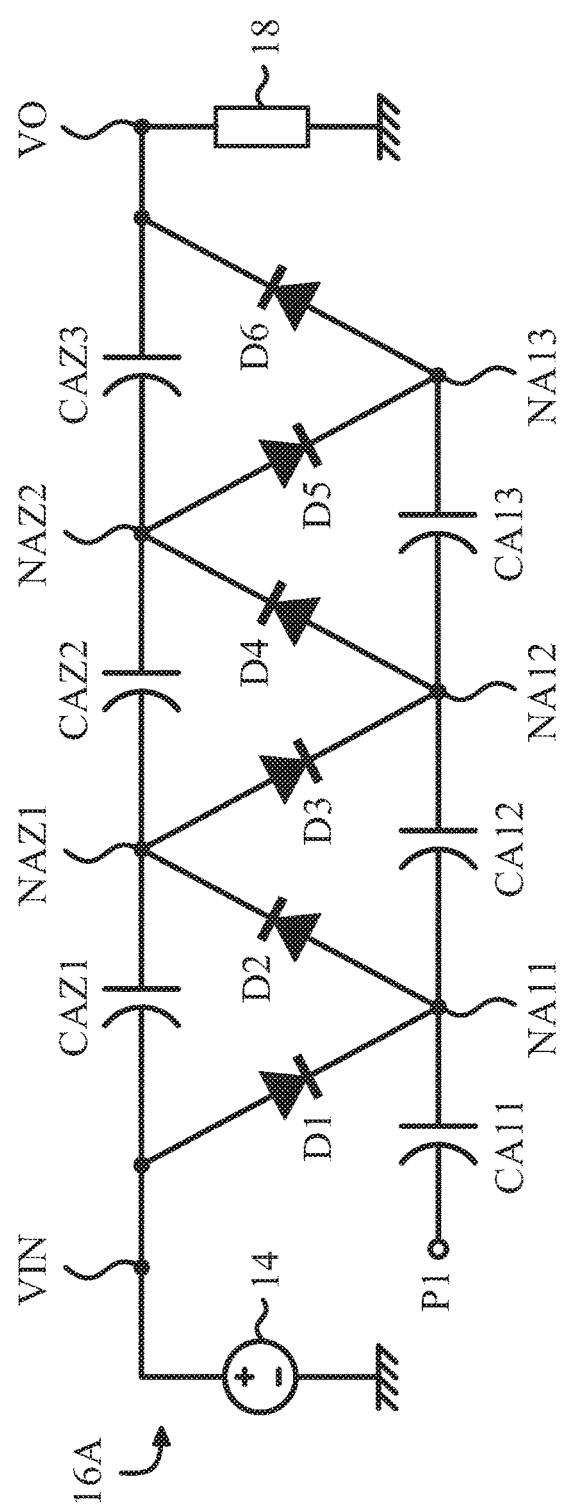 16A
VIN
NAZ1
NAZ2
VO
CAZ1
CAZ2
CAZ3
14
+
−
18
D1
D2
D3
D4
D5
D6
P1
CA11
CA12
CA13
NA11
NA12
NA13